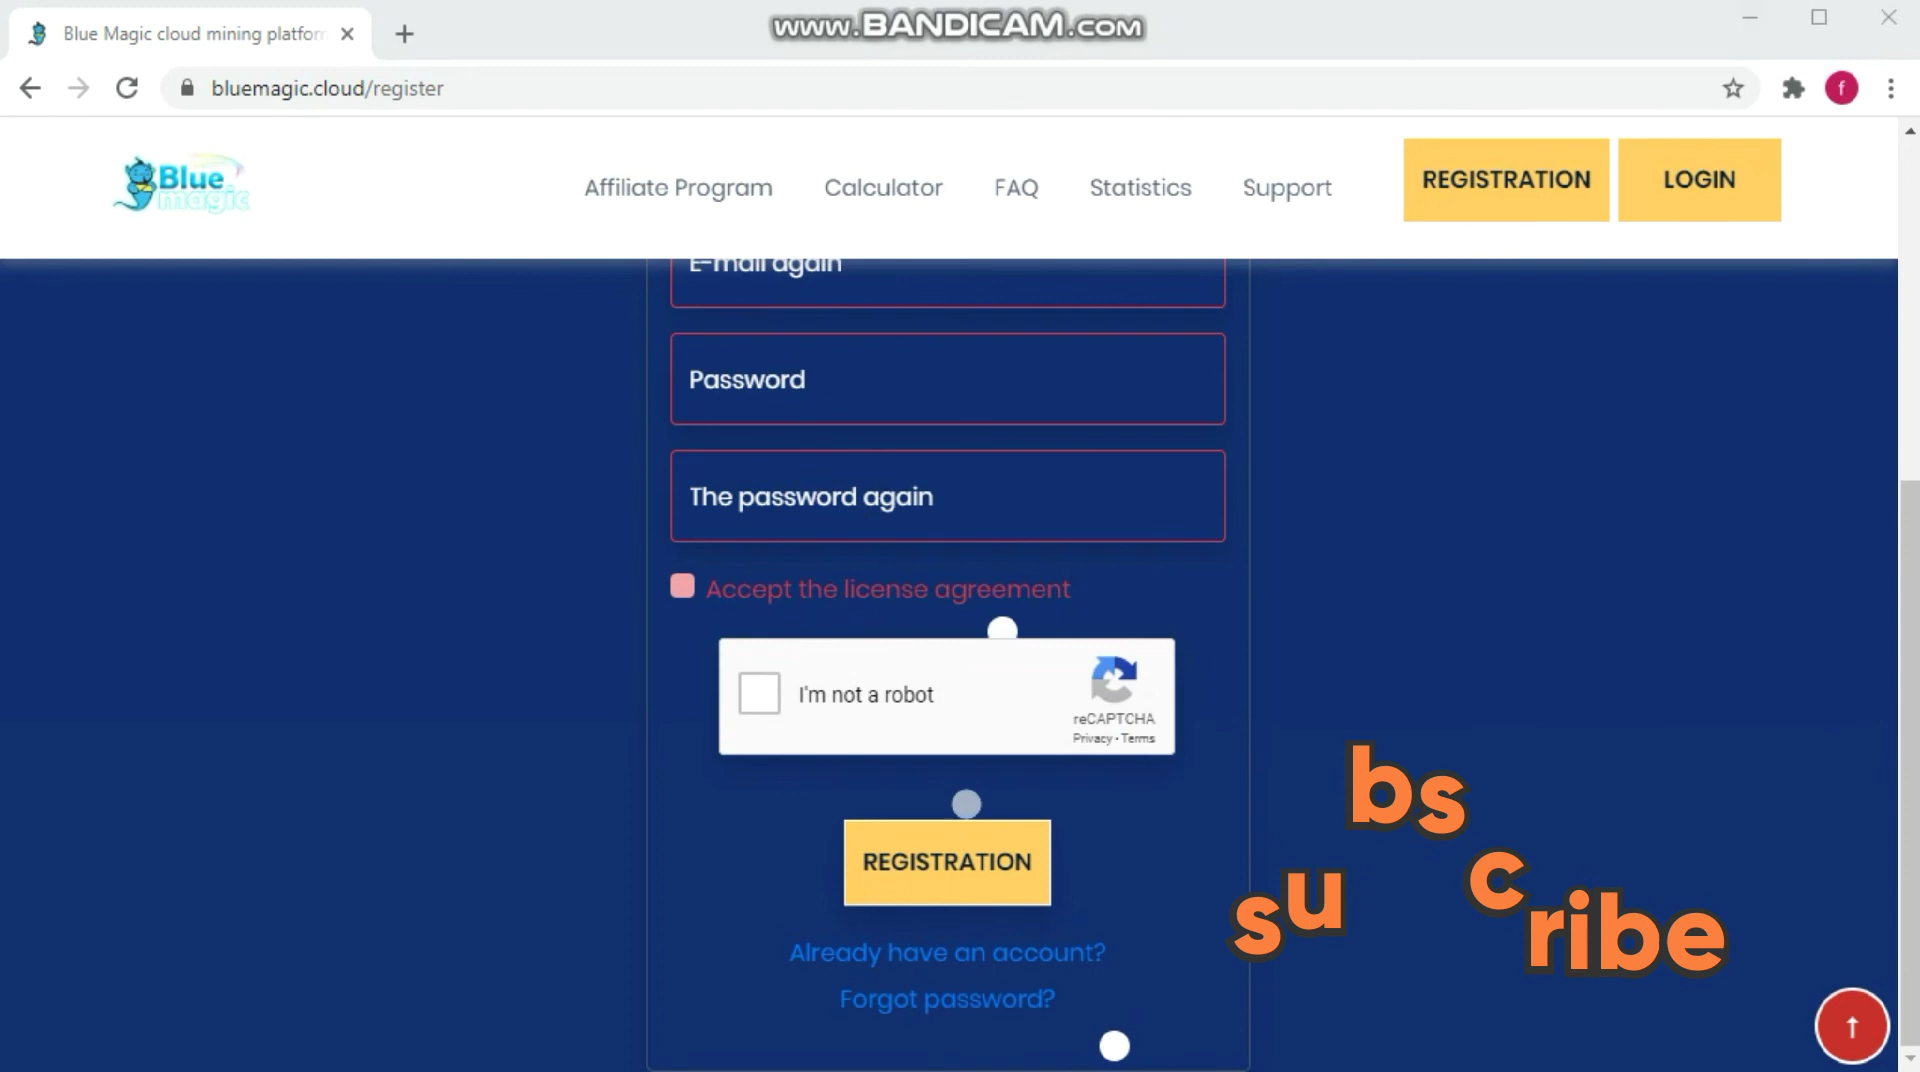 www.BANDICAM.com
Blue Magic cloud mining platform
bluemagic.cloud/register
f
Blue
magic
Affiliate Program
Calculator
FAQ
Statistics
Support
REGISTRATION
LOGIN
E-mail again
Password
The password again
Accept the license agreement
I'm not a robot
reCAPTCHA
Privacy - Terms
REGISTRATION
Already have an account?
Forgot password?
subscribe